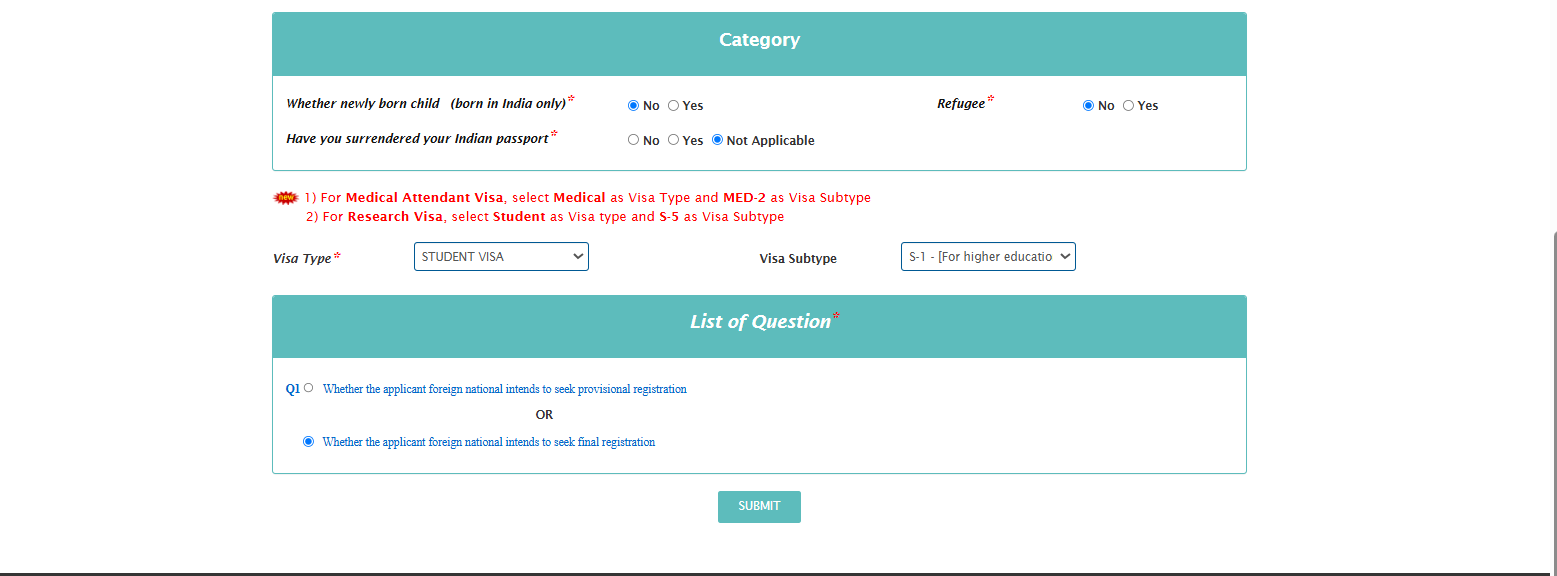 Category
Whether newly born child (born in India only)* No Yes Refugee* No Yes
Have you surrendered your Indian passport* No Yes Not Applicable
new 1) For Medical Attendant Visa, select Medical as Visa Type and MED-2 as Visa Subtype
2) For Research Visa, select Student as Visa type and S-5 as Visa Subtype
Visa Type* STUDENT VISA Visa Subtype S-1 - [For higher educatio
List of Question*
Q1 Whether the applicant foreign national intends to seek provisional registration
OR
Whether the applicant foreign national intends to seek final registration
SUBMIT